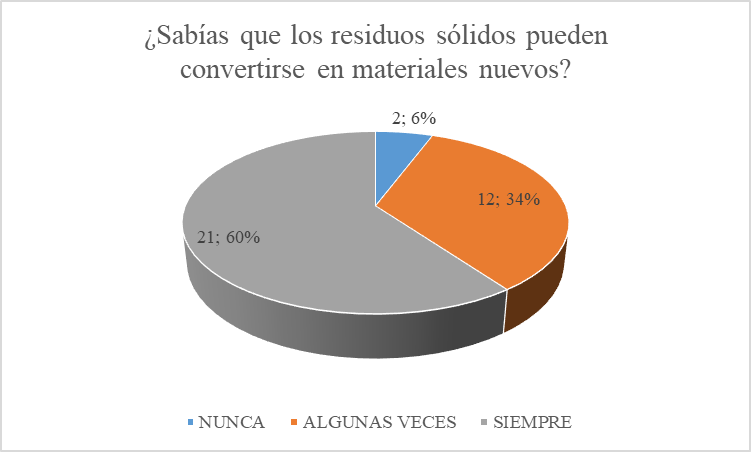 ¿Sabías que los residuos sólidos pueden
convertirse en materiales nuevos?
2; 6%
12; 34%
21; 60%
NUNCA ALGUNAS VECES SIEMPRE